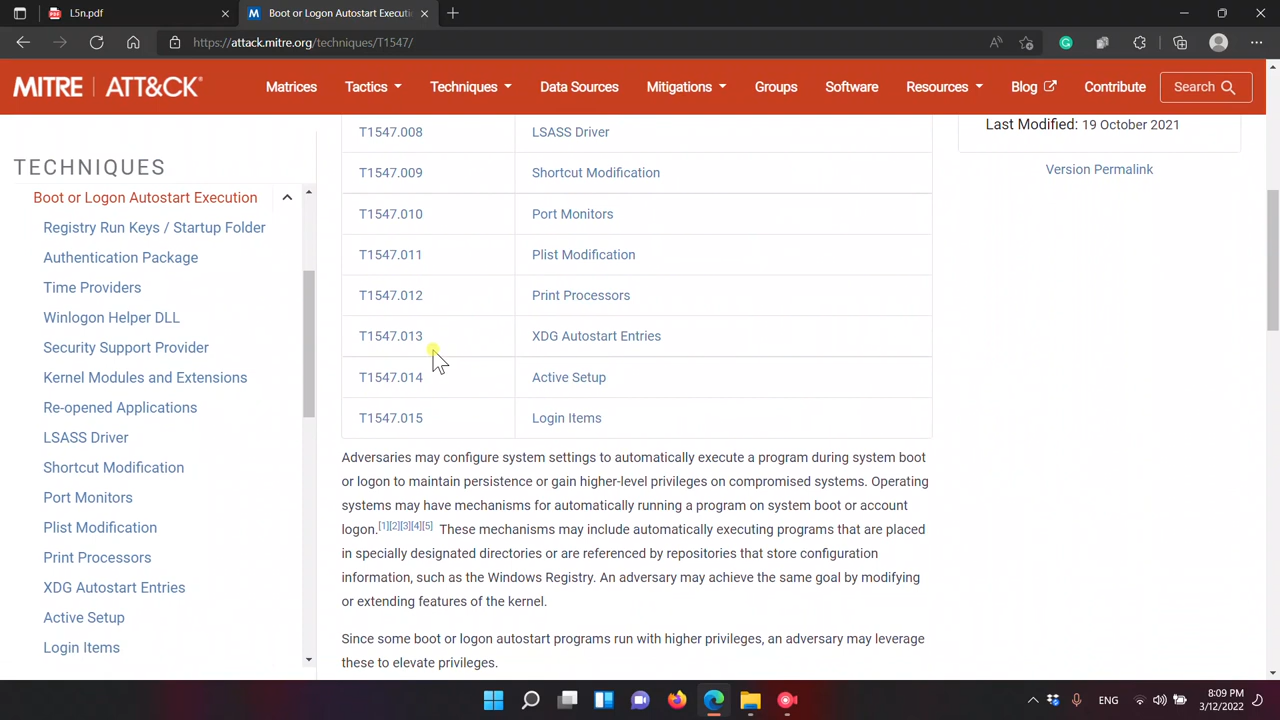 L5n.pdf
Boot or Logon Autostart Executi
https://attack.mitre.org/techniques/T1547/
MITRE | ATT&CK®
Matrices
Tactics
Techniques
Data Sources
Mitigations
Groups
Software
Resources
Blog
Contribute
Search
TECHNIQUES
Boot or Logon Autostart Execution
Registry Run Keys / Startup Folder
Authentication Package
Time Providers
Winlogon Helper DLL
Security Support Provider
Kernel Modules and Extensions
Re-opened Applications
LSASS Driver
Shortcut Modification
Port Monitors
Plist Modification
Print Processors
XDG Autostart Entries
Active Setup
Login Items
T1547.008 LSASS Driver
T1547.009 Shortcut Modification
T1547.010 Port Monitors
T1547.011 Plist Modification
T1547.012 Print Processors
T1547.013 XDG Autostart Entries
T1547.014 Active Setup
T1547.015 Login Items
Adversaries may configure system settings to automatically execute a program during system boot
or logon to maintain persistence or gain higher-level privileges on compromised systems. Operating
systems may have mechanisms for automatically running a program on system boot or account
logon.[1][2][3][4][5] These mechanisms may include automatically executing programs that are placed
in specially designated directories or are referenced by repositories that store configuration
information, such as the Windows Registry. An adversary may achieve the same goal by modifying
or extending features of the kernel.
Since some boot or logon autostart programs run with higher privileges, an adversary may leverage
these to elevate privileges.
Last Modified: 19 October 2021
Version Permalink
ENG
8:09 PM
3/12/2022